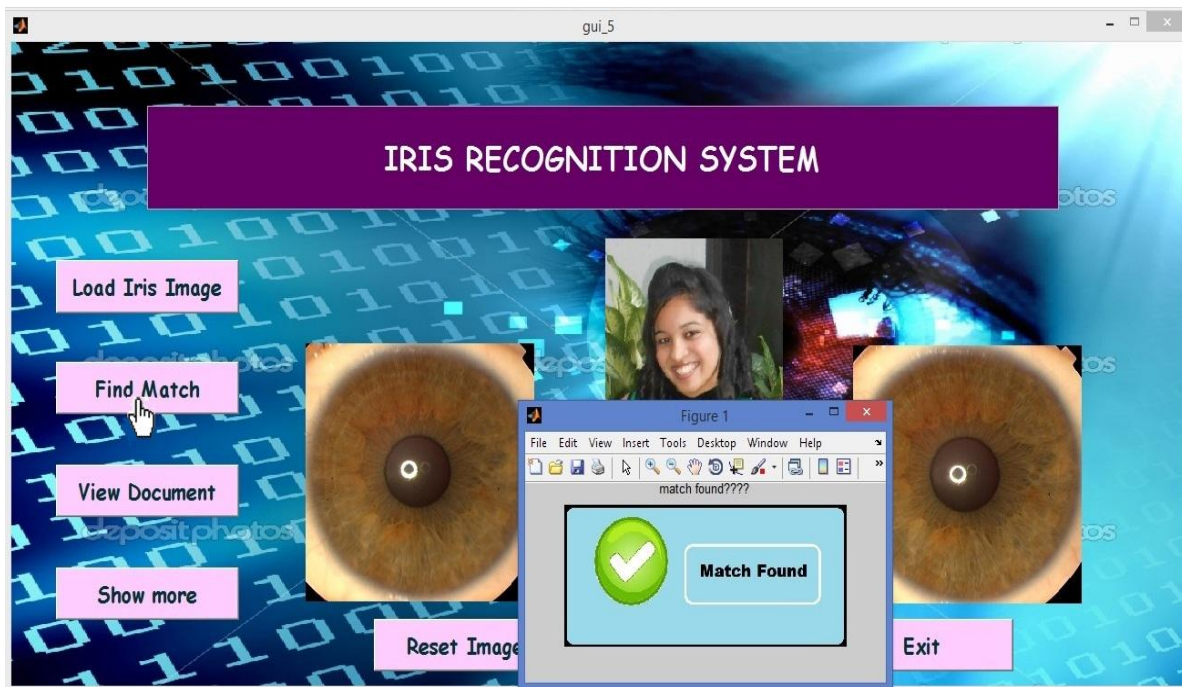 gui_5
IRIS RECOGNITION SYSTEM
Load Iris Image
Find Match
View Document
Show more
Reset Image
Exit
Figure 1
File Edit View Insert Tools Desktop Window Help
match found????
Match Found
depositphotos